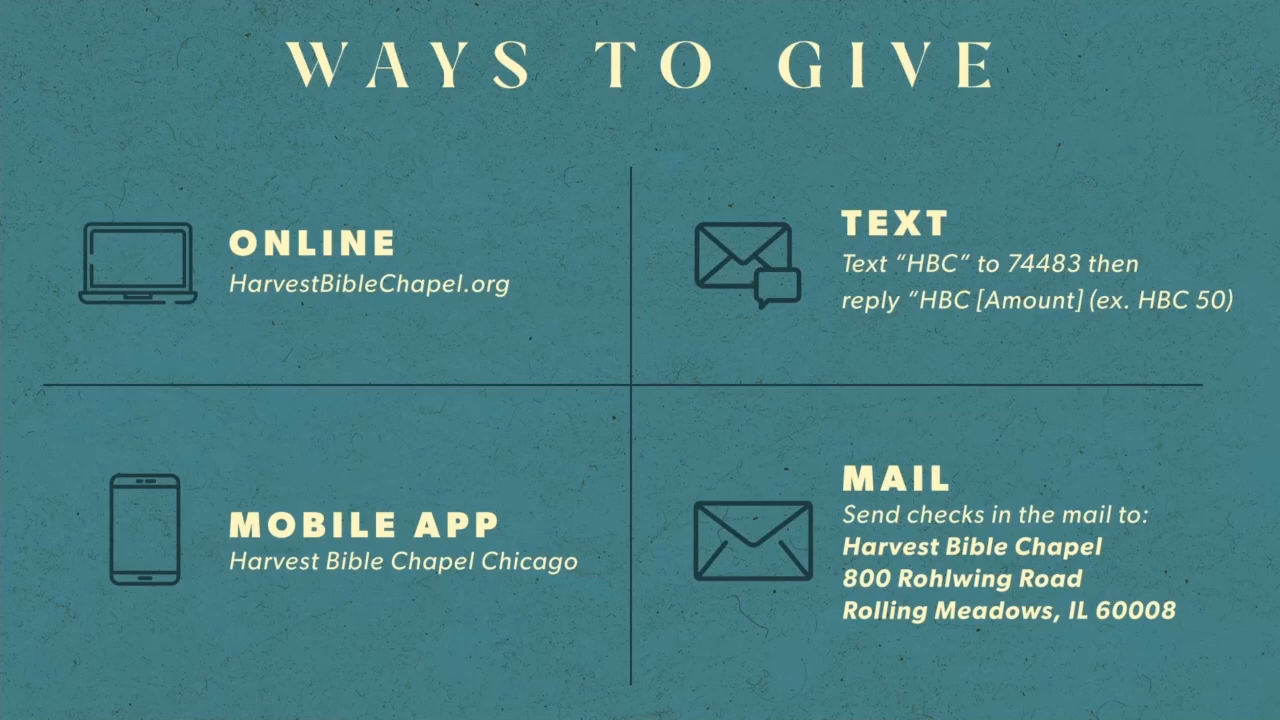 WAYS TO GIVE
ONLINE
HarvestBibleChapel.org
TEXT
Text “HBC” to 74483 then
reply “HBC [Amount] (ex. HBC 50)
MOBILE APP
Harvest Bible Chapel Chicago
MAIL
Send checks in the mail to:
Harvest Bible Chapel
800 Rohlwing Road
Rolling Meadows, IL 60008